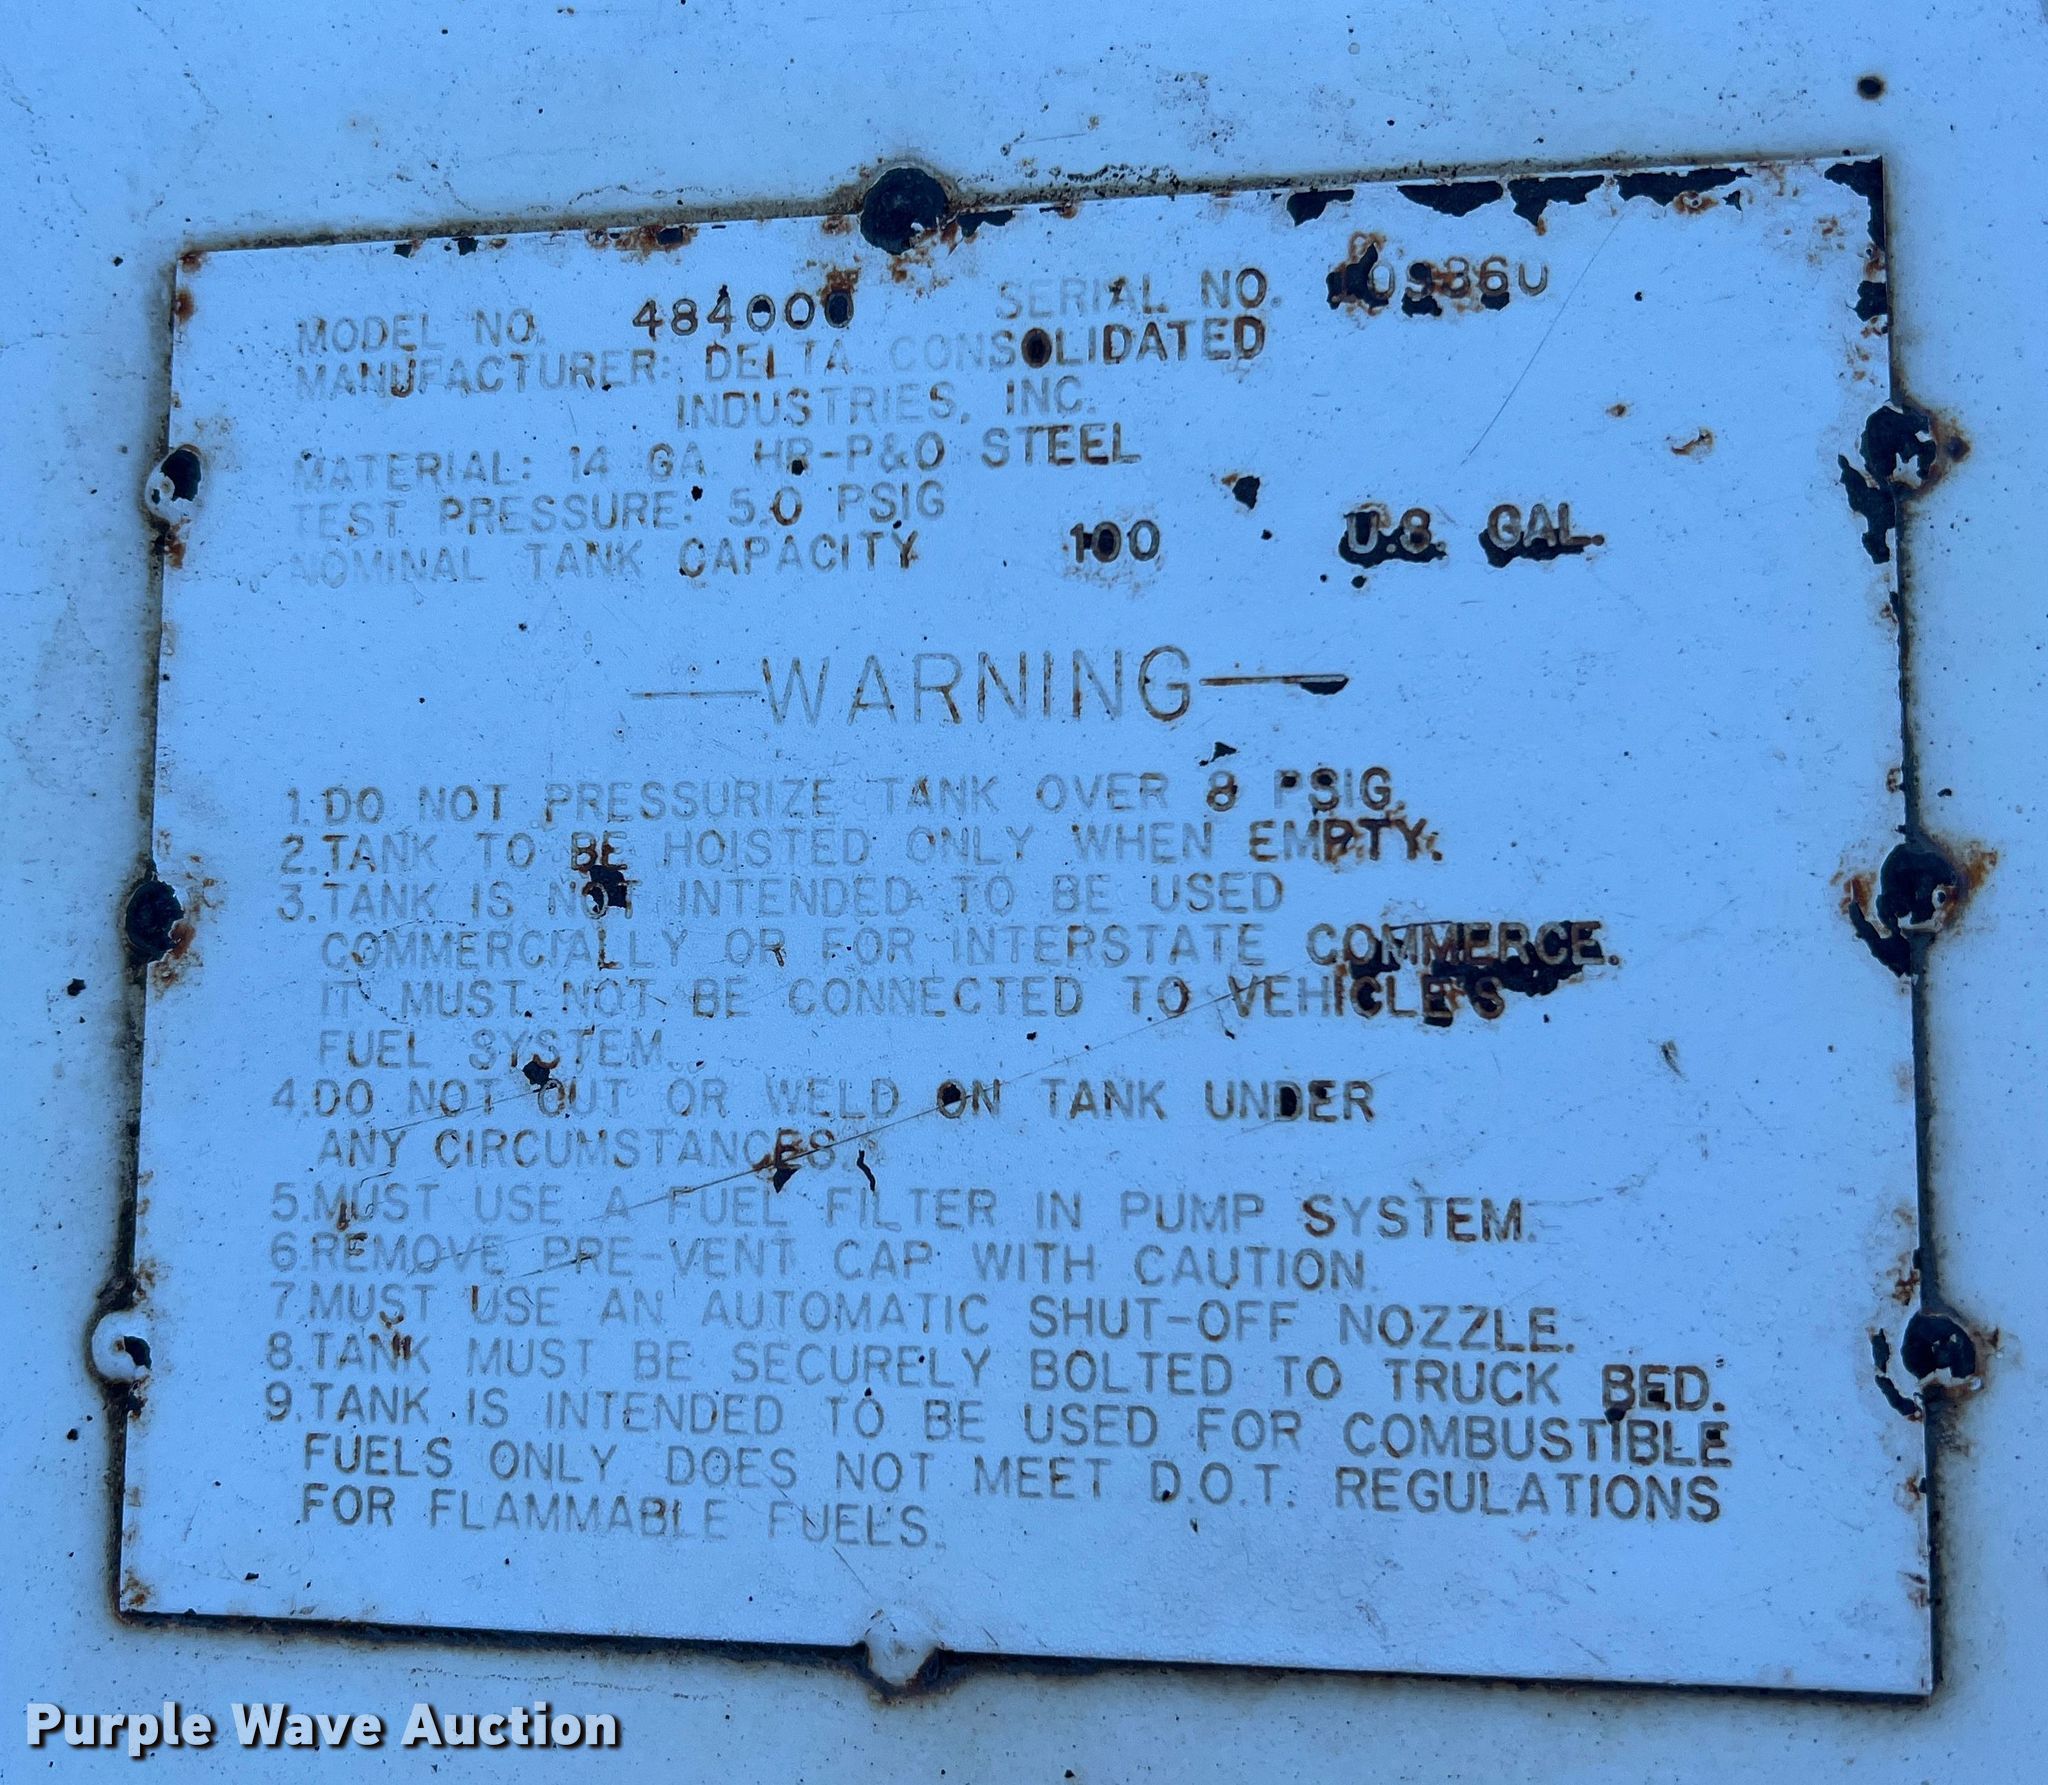 MODEL NO. 484000 SERIAL NO.
MANUFACTURER: DELTA CONSOLIDATED
INDUSTRIES, INC.
MATERIAL: 14 GA. HR-P&O STEEL
TEST PRESSURE: 5.0 PSIG
NOMINAL TANK CAPACITY 100 U.S. GAL.
—WARNING—
1. DO NOT PRESSURIZE TANK OVER 8 PSIG.
2. TANK TO BE HOISTED ONLY WHEN EMPTY.
3. TANK IS NOT INTENDED TO BE USED
COMMERCIALLY OR FOR INTERSTATE COMMERCE.
IT MUST NOT BE CONNECTED TO VEHICLE'S
FUEL SYSTEM.
4. DO NOT CUT OR WELD ON TANK UNDER
ANY CIRCUMSTANCES.
5. MUST USE A FUEL FILTER IN PUMP SYSTEM.
6. REMOVE PRE-VENT CAP WITH CAUTION.
7. MUST USE AN AUTOMATIC SHUT-OFF NOZZLE.
8. TANK MUST BE SECURELY BOLTED TO TRUCK BED.
9. TANK IS INTENDED TO BE USED FOR COMBUSTIBLE
FUELS ONLY. DOES NOT MEET D.O.T. REGULATIONS
FOR FLAMMABLE FUELS.
Purple Wave Auction